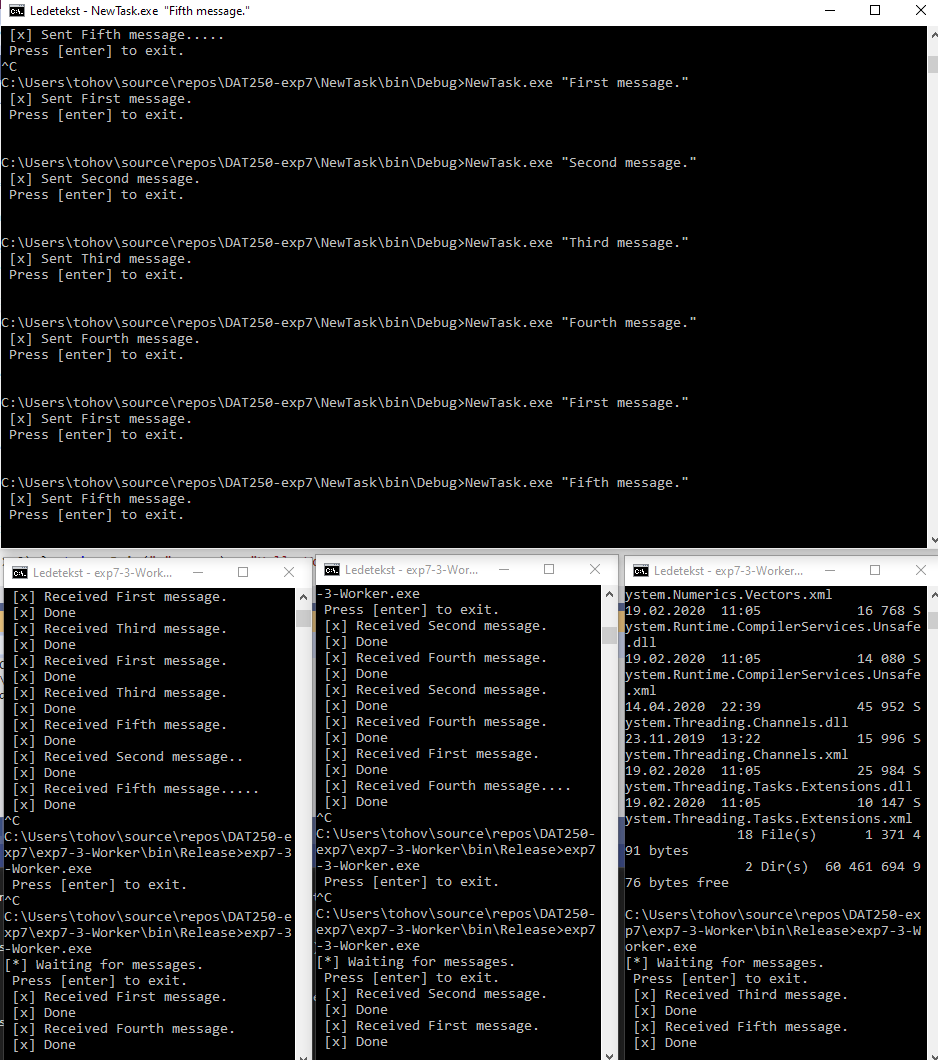 Ledetekst - NewTask.exe "Fifth message."
[x] Sent Fifth message.....
Press [enter] to exit.
^C
C:\Users\tohov\source\repos\DAT250-exp7\NewTask\bin\Debug>NewTask.exe "First message."
[x] Sent First message.
Press [enter] to exit.
C:\Users\tohov\source\repos\DAT250-exp7\NewTask\bin\Debug>NewTask.exe "Second message."
[x] Sent Second message.
Press [enter] to exit.
C:\Users\tohov\source\repos\DAT250-exp7\NewTask\bin\Debug>NewTask.exe "Third message."
[x] Sent Third message.
Press [enter] to exit.
C:\Users\tohov\source\repos\DAT250-exp7\NewTask\bin\Debug>NewTask.exe "Fourth message."
[x] Sent Fourth message.
Press [enter] to exit.
C:\Users\tohov\source\repos\DAT250-exp7\NewTask\bin\Debug>NewTask.exe "First message."
[x] Sent First message.
Press [enter] to exit.
C:\Users\tohov\source\repos\DAT250-exp7\NewTask\bin\Debug>NewTask.exe "Fifth message."
[x] Sent Fifth message.
Press [enter] to exit.
Ledetekst - exp7-3-Work...
[x] Received First message.
[x] Done
[x] Received Third message.
[x] Done
[x] Received First message.
[x] Done
[x] Received Third message.
[x] Done
[x] Received Fifth message.
[x] Done
[x] Received Second message..
[x] Done
[x] Received Fifth message.....
[x] Done
^C
C:\Users\tohov\source\repos\DAT250-e
xp7\exp7-3-Worker\bin\Release>exp7-3
-Worker.exe
Press [enter] to exit.
^C
C:\Users\tohov\source\repos\DAT250-e
xp7\exp7-3-Worker\bin\Release>exp7-3
-Worker.exe
[*] Waiting for messages.
Press [enter] to exit.
[x] Received First message.
[x] Done
[x] Received Fourth message.
[x] Done
Ledetekst - exp7-3-Wor...
-3-Worker.exe
Press [enter] to exit.
[x] Received Second message.
[x] Done
[x] Received Fourth message.
[x] Done
[x] Received Second message.
[x] Done
[x] Received Fourth message.
[x] Done
[x] Received First message.
[x] Done
[x] Received Fourth message....
[x] Done
^C
C:\Users\tohov\source\repos\DAT250-
exp7\exp7-3-Worker\bin\Release>exp7
-3-Worker.exe
Press [enter] to exit.
^C
C:\Users\tohov\source\repos\DAT250-
exp7\exp7-3-Worker\bin\Release>exp7
-3-Worker.exe
[*] Waiting for messages.
Press [enter] to exit.
[x] Received Second message.
[x] Done
[x] Received First message.
[x] Done
Ledetekst - exp7-3-Worker...
ystem.Numerics.Vectors.xml
19.02.2020  11:05            16 768 S
ystem.Runtime.CompilerServices.Unsafe
.dll
19.02.2020  11:05            14 080 S
ystem.Runtime.CompilerServices.Unsafe
.xml
14.04.2020  22:39            45 952 S
ystem.Threading.Channels.dll
23.11.2019  13:22            15 996 S
ystem.Threading.Channels.xml
19.02.2020  11:05            25 984 S
ystem.Threading.Tasks.Extensions.dll
19.02.2020  11:05            10 147 S
ystem.Threading.Tasks.Extensions.xml
18 File(s)      1 371 4
91 bytes
2 Dir(s)  60 461 694 9
76 bytes free
C:\Users\tohov\source\repos\DAT250-ex
p7\exp7-3-Worker\bin\Release>exp7-3-W
orker.exe
[*] Waiting for messages.
Press [enter] to exit.
[x] Received Third message.
[x] Done
[x] Received Fifth message.
[x] Done